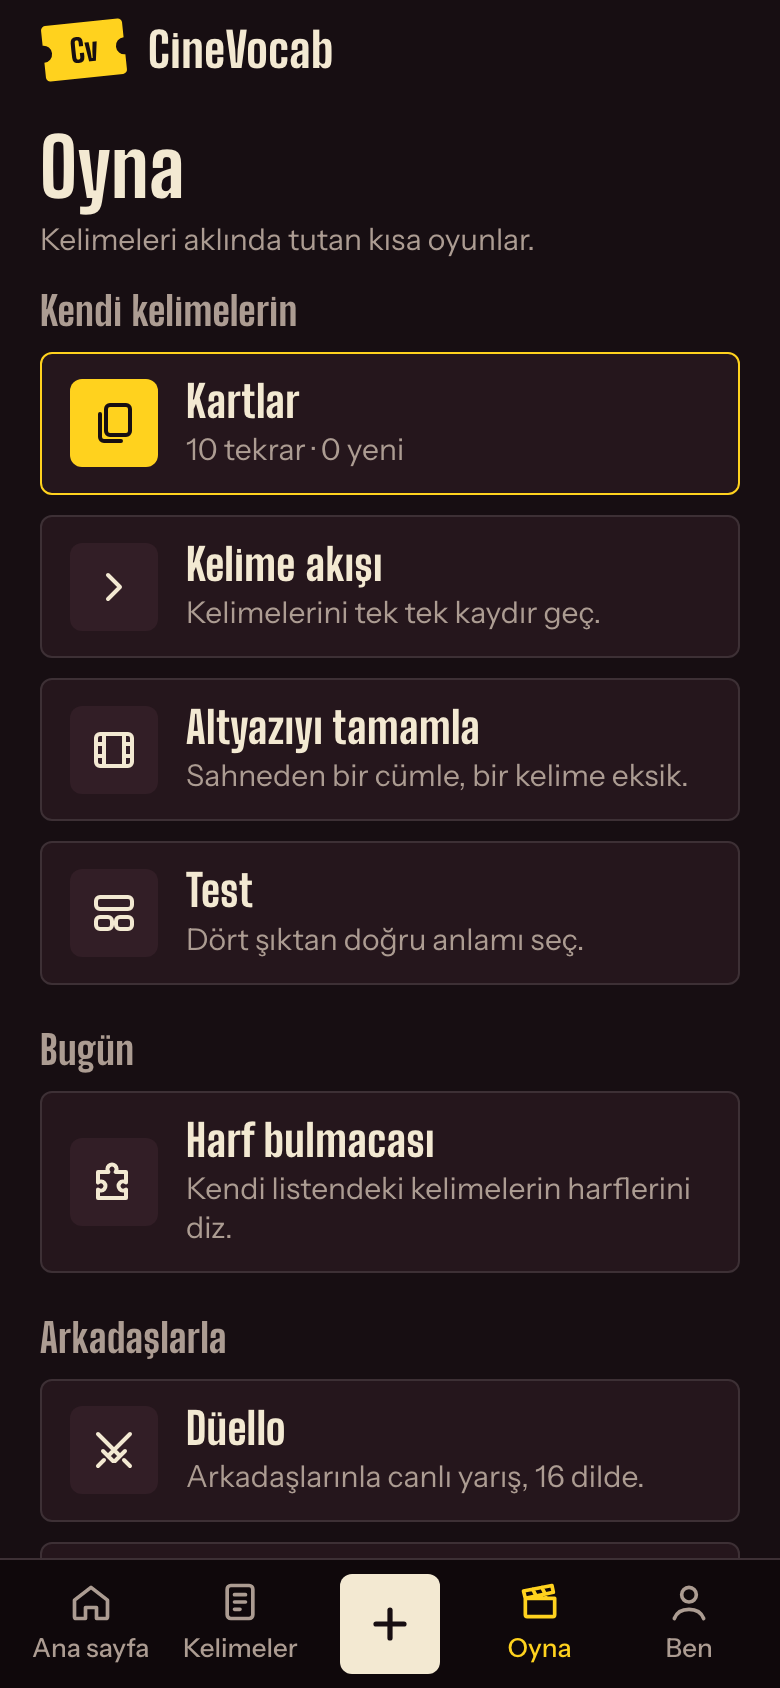 Cv CineVocab
Oyna
Kelimeleri aklında tutan kısa oyunlar.
Kendi kelimelerin
Kartlar
10 tekrar · 0 yeni
Kelime akışı
Kelimelerini tek tek kaydır geç.
Altyazıyı tamamla
Sahneden bir cümle, bir kelime eksik.
Test
Dört şıktan doğru anlamı seç.
Bugün
Harf bulmacası
Kendi listendeki kelimelerin harflerini
diz.
Arkadaşlarla
Düello
Arkadaşlarınla canlı yarış, 16 dilde.
Ana sayfa Kelimeler Oyna Ben